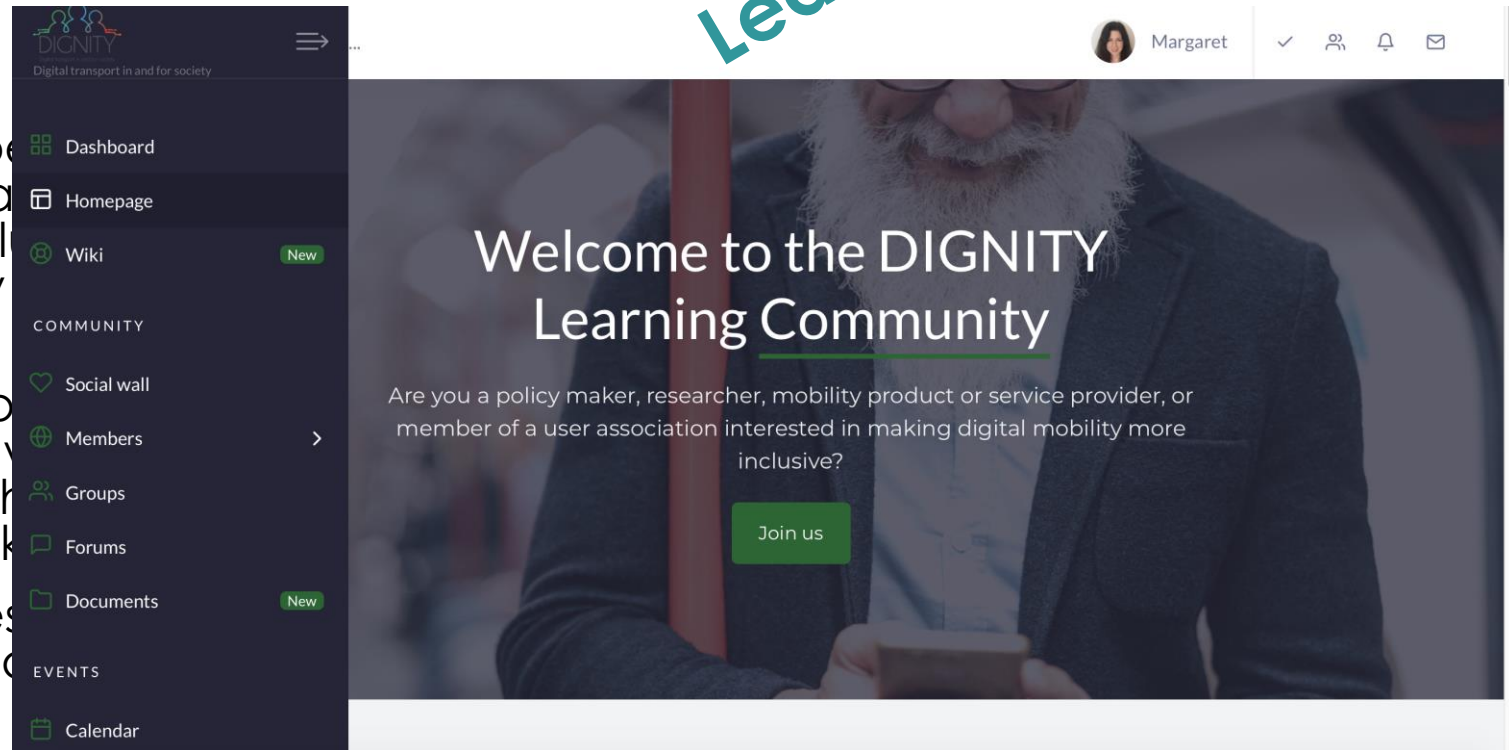 DIGNITY
Digital transport in and for society
...
Margaret
Dashboard
Homepage
Wiki
New
COMMUNITY
Social wall
Members
Groups
Forums
Documents
New
EVENTS
Calendar
Welcome to the DIGNITY
Learning Community
Are you a policy maker, researcher, mobility product or service provider, or
member of a user association interested in making digital mobility more
inclusive?
Join us